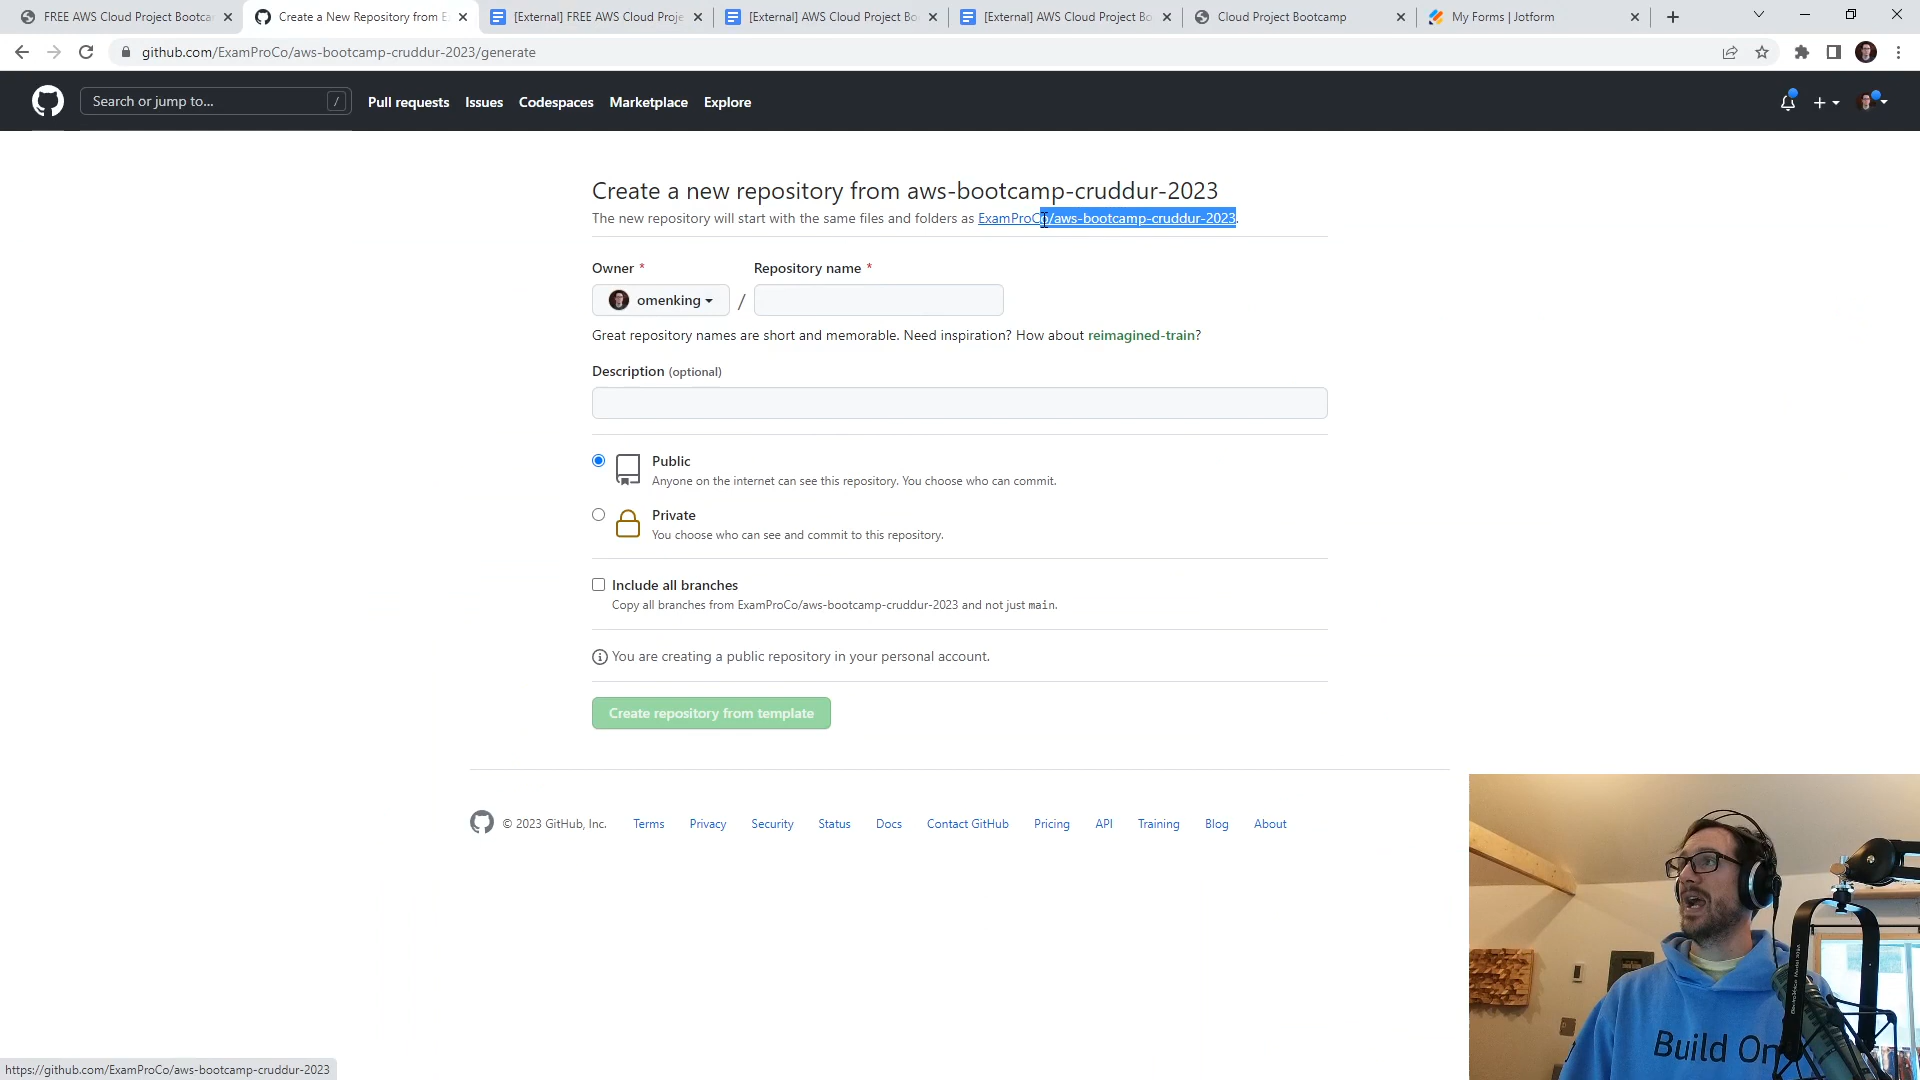 FREE AWS Cloud Project Bootca
Create a New Repository from E
[External] FREE AWS Cloud Proje
[External] AWS Cloud Project Bo
[External] AWS Cloud Project Bo
Cloud Project Bootcamp
My Forms | Jotform
github.com/ExamProCo/aws-bootcamp-cruddur-2023/generate
Search or jump to... /
Pull requests Issues Codespaces Marketplace Explore
Create a new repository from aws-bootcamp-cruddur-2023
The new repository will start with the same files and folders as ExamProCo/aws-bootcamp-cruddur-2023.
Owner * Repository name *
omenking /
Great repository names are short and memorable. Need inspiration? How about reimagined-train?
Description (optional)
Public
Anyone on the internet can see this repository. You choose who can commit.
Private
You choose who can see and commit to this repository.
Include all branches
Copy all branches from ExamProCo/aws-bootcamp-cruddur-2023 and not just main.
You are creating a public repository in your personal account.
Create repository from template
© 2023 GitHub, Inc. Terms Privacy Security Status Docs Contact GitHub Pricing API Training Blog About
Build On
https://github.com/ExamProCo/aws-bootcamp-cruddur-2023